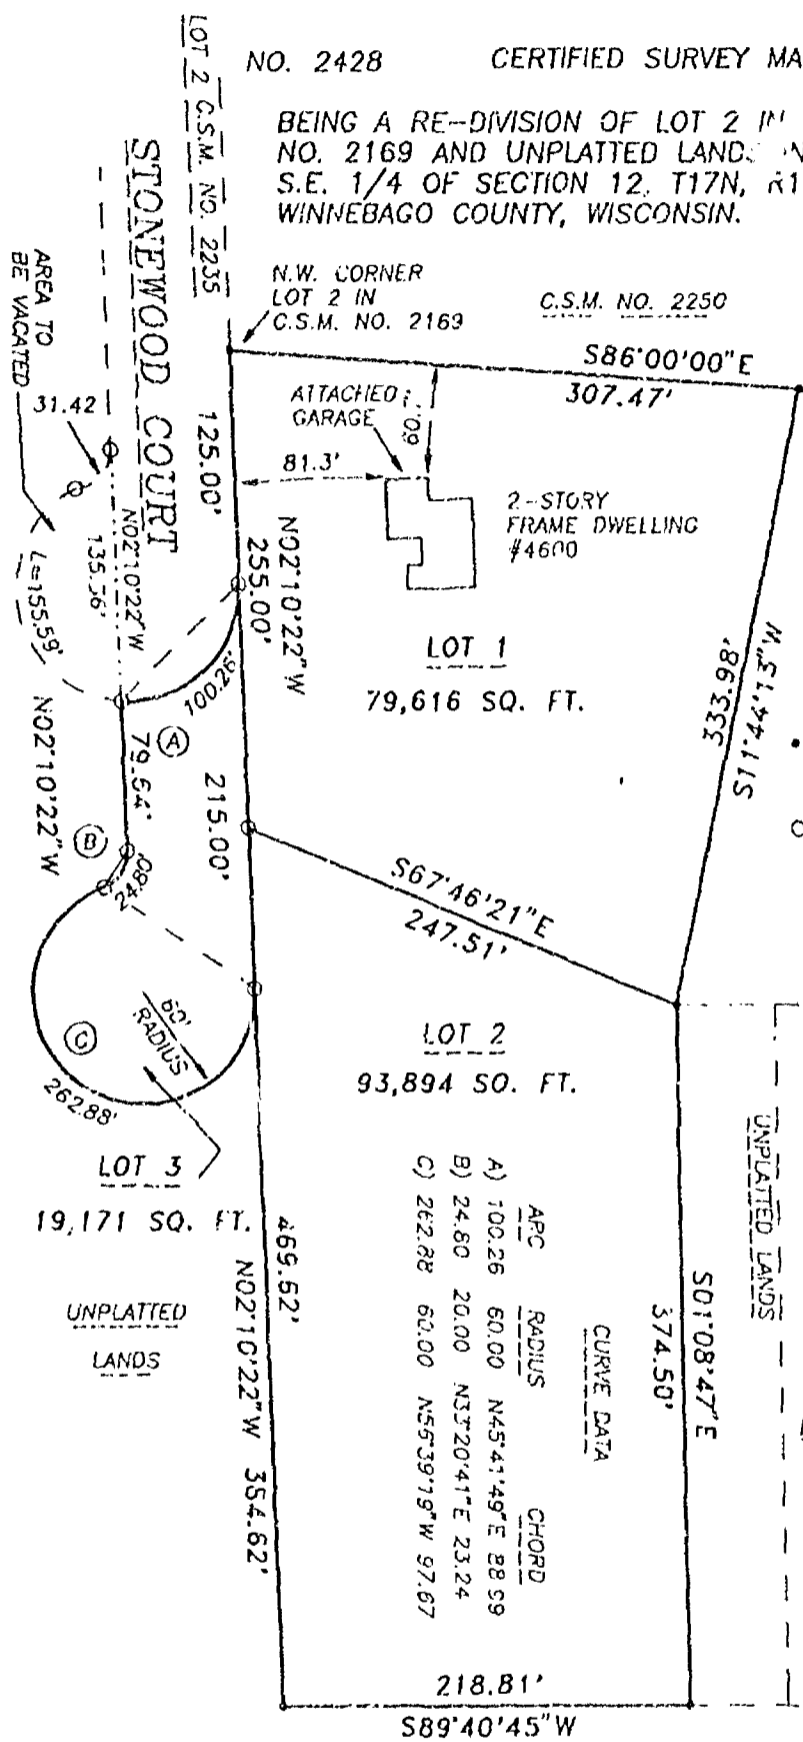 NO. 2428 CERTIFIED SURVEY MA
BEING A RE-DIVISION OF LOT 2 IN
NO. 2169 AND UNPLATTED LANDS
S.E. 1/4 OF SECTION 12, T17N, R1
WINNEBAGO COUNTY, WISCONSIN.
LOT 2 C.S.M. NO. 2235
STONEWOOD COURT
AREA TO
BE VACATED
N.W. CORNER
LOT 2 IN
C.S.M. NO. 2169
C.S.M. NO. 2250
S86°00'00"E
307.47'
31.42
125.00'
ATTACHED
GARAGE
60.
81.3'
2-STORY
FRAME DWELLING
#4600
N02°10'22"W
L=155.59'
N02°10'22"W
255.00'
100.26'
LOT 1
79,616 SQ. FT.
333.98'
S11°44'13"W
N02°10'22"W
A
79.54'
215.00'
B
24.80'
S67°46'21"E
247.51'
60'
RADIUS
C
262.88'
LOT 2
93,894 SQ. FT.
LOT 3
19,171 SQ. FT.
UNPLATTED
LANDS
469.62'
N02°10'22"W 354.62'
CURVE DATA
ARC RADIUS CHORD
A) 100.26 60.00 N45°41'49"E 88.99
B) 24.80 20.00 N33°20'41"E 23.24
C) 262.88 60.00 N56°39'19"W 97.67
UNPLATTED LANDS
S01°08'47"E
374.50'
218.81'
S89°40'45"W